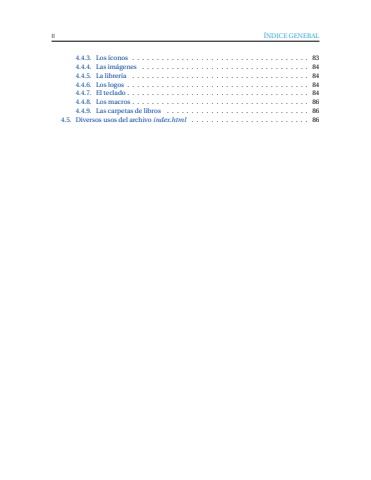 II ÍNDICE GENERAL
4.4.3. Los íconos . . . . . . . . . . . . . . . . . . . . . . . . . . . . . . . . . . . . 83
4.4.4. Las imágenes . . . . . . . . . . . . . . . . . . . . . . . . . . . . . . . . . . 84
4.4.5. La librería . . . . . . . . . . . . . . . . . . . . . . . . . . . . . . . . . . . . 84
4.4.6. Los logos . . . . . . . . . . . . . . . . . . . . . . . . . . . . . . . . . . . . . 84
4.4.7. El teclado . . . . . . . . . . . . . . . . . . . . . . . . . . . . . . . . . . . . . 84
4.4.8. Los macros . . . . . . . . . . . . . . . . . . . . . . . . . . . . . . . . . . . . 86
4.4.9. Las carpetas de libros . . . . . . . . . . . . . . . . . . . . . . . . . . . . . 86
4.5. Diversos usos del archivo index.html . . . . . . . . . . . . . . . . . . . . . . . . 86